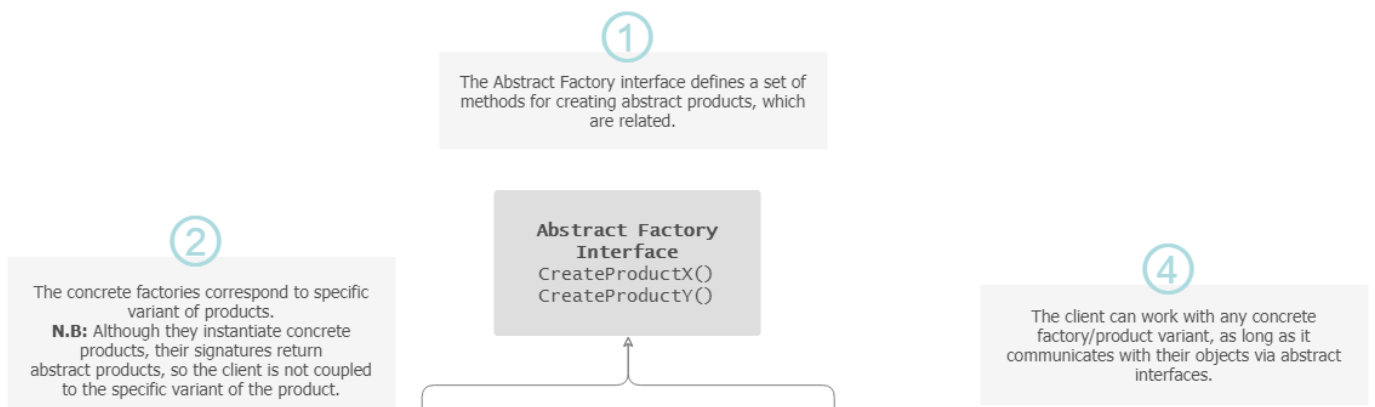 1
The Abstract Factory interface defines a set of
methods for creating abstract products, which
are related.
Abstract Factory
Interface
CreateProductX()
CreateProductY()
2
The concrete factories correspond to specific
variant of products.
N.B: Although they instantiate concrete
products, their signatures return
abstract products, so the client is not coupled
to the specific variant of the product.
4
The client can work with any concrete
factory/product variant, as long as it
communicates with their objects via abstract
interfaces.